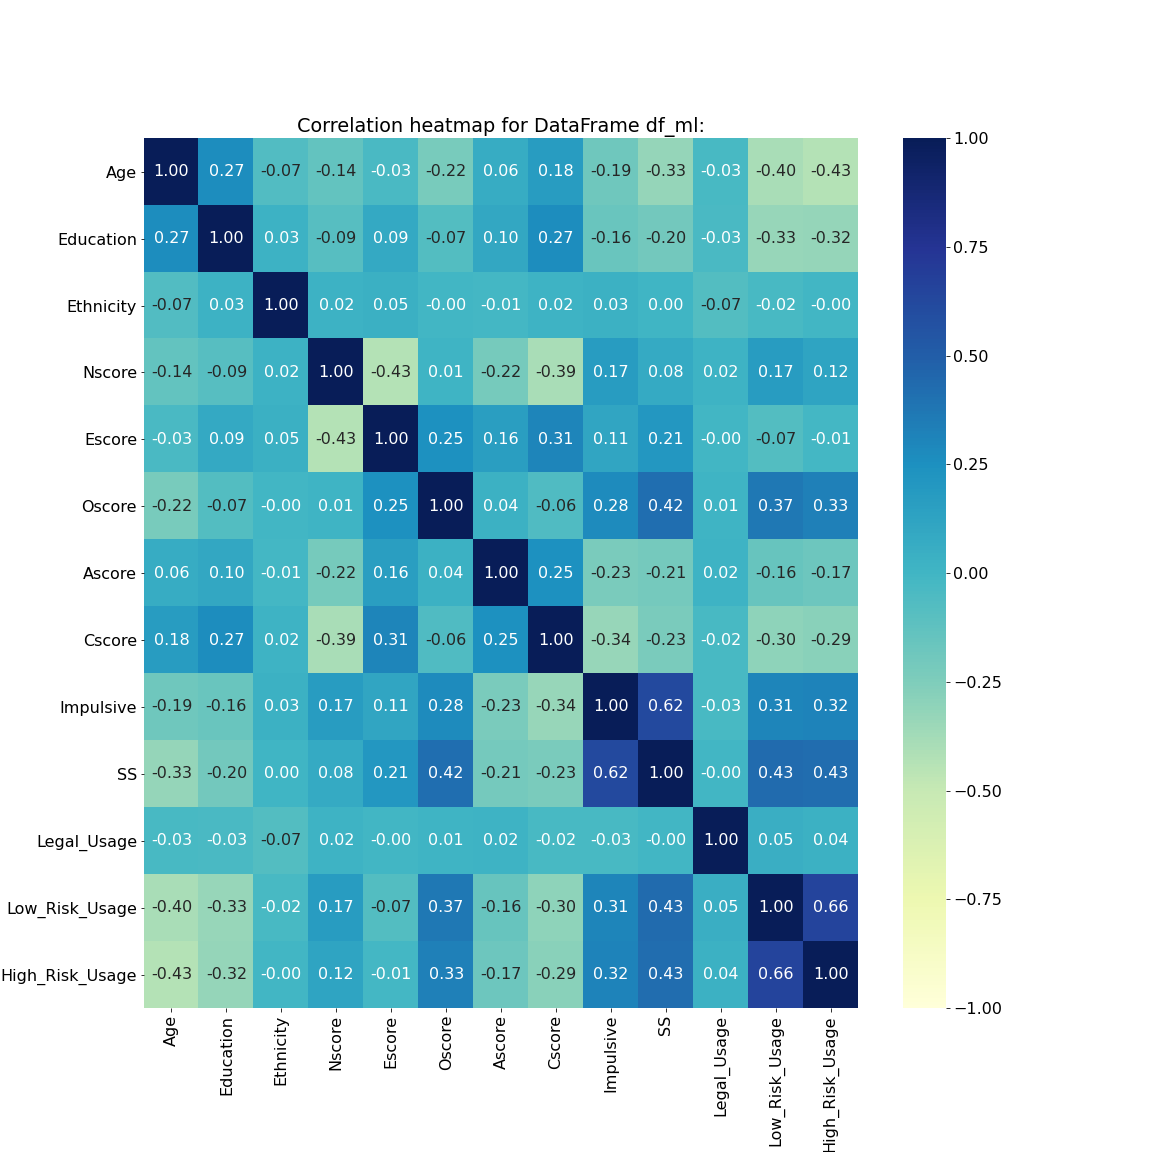 Correlation heatmap for DataFrame df_ml:
Age 1.00 0.27 -0.07 -0.14 -0.03 -0.22 0.06 0.18 -0.19 -0.33 -0.03 -0.40 -0.43
Education 0.27 1.00 0.03 -0.09 0.09 -0.07 0.10 0.27 -0.16 -0.20 -0.03 -0.33 -0.32
Ethnicity -0.07 0.03 1.00 0.02 0.05 -0.00 -0.01 0.02 0.03 0.00 -0.07 -0.02 -0.00
Nscore -0.14 -0.09 0.02 1.00 -0.43 0.01 -0.22 -0.39 0.17 0.08 0.02 0.17 0.12
Escore -0.03 0.09 0.05 -0.43 1.00 0.25 0.16 0.31 0.11 0.21 -0.00 -0.07 -0.01
Oscore -0.22 -0.07 -0.00 0.01 0.25 1.00 0.04 -0.06 0.28 0.42 0.01 0.37 0.33
Ascore 0.06 0.10 -0.01 -0.22 0.16 0.04 1.00 0.25 -0.23 -0.21 0.02 -0.16 -0.17
Cscore 0.18 0.27 0.02 -0.39 0.31 -0.06 0.25 1.00 -0.34 -0.23 -0.02 -0.30 -0.29
Impulsive -0.19 -0.16 0.03 0.17 0.11 0.28 -0.23 -0.34 1.00 0.62 -0.03 0.31 0.32
SS -0.33 -0.20 0.00 0.08 0.21 0.42 -0.21 -0.23 0.62 1.00 -0.00 0.43 0.43
Legal_Usage -0.03 -0.03 -0.07 0.02 -0.00 0.01 0.02 -0.02 -0.03 -0.00 1.00 0.05 0.04
Low_Risk_Usage -0.40 -0.33 -0.02 0.17 -0.07 0.37 -0.16 -0.30 0.31 0.43 0.05 1.00 0.66
High_Risk_Usage -0.43 -0.32 -0.00 0.12 -0.01 0.33 -0.17 -0.29 0.32 0.43 0.04 0.66 1.00
Age
Education
Ethnicity
Nscore
Escore
Oscore
Ascore
Cscore
Impulsive
SS
Legal_Usage
Low_Risk_Usage
High_Risk_Usage
1.00
0.75
0.50
0.25
0.00
−0.25
−0.50
−0.75
−1.00